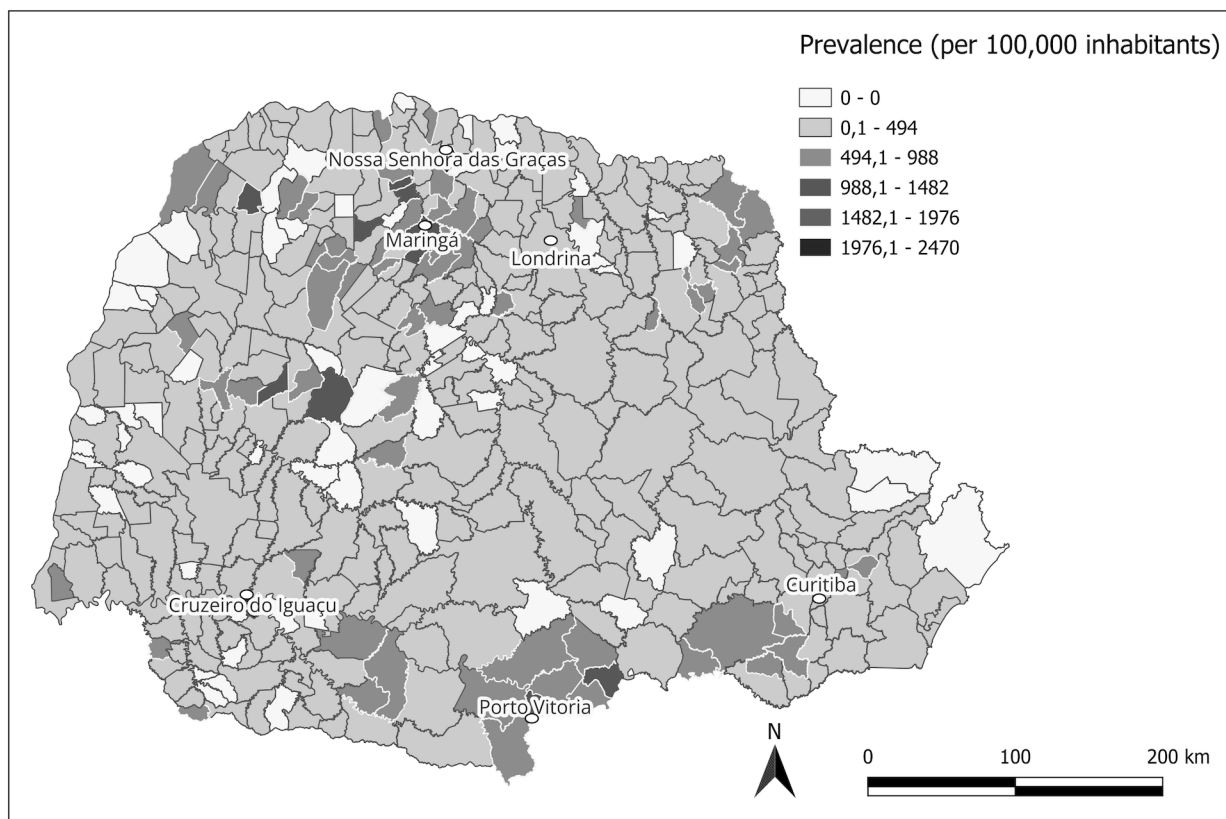 Prevalence (per 100,000 inhabitants)
0 - 0
0,1 - 494
494,1 - 988
988,1 - 1482
1482,1 - 1976
1976,1 - 2470
Nossa Senhora das Graças
Maringá
Londrina
Curitiba
Cruzeiro do Iguaçu
Porto Vitoria
N
0 100 200 km